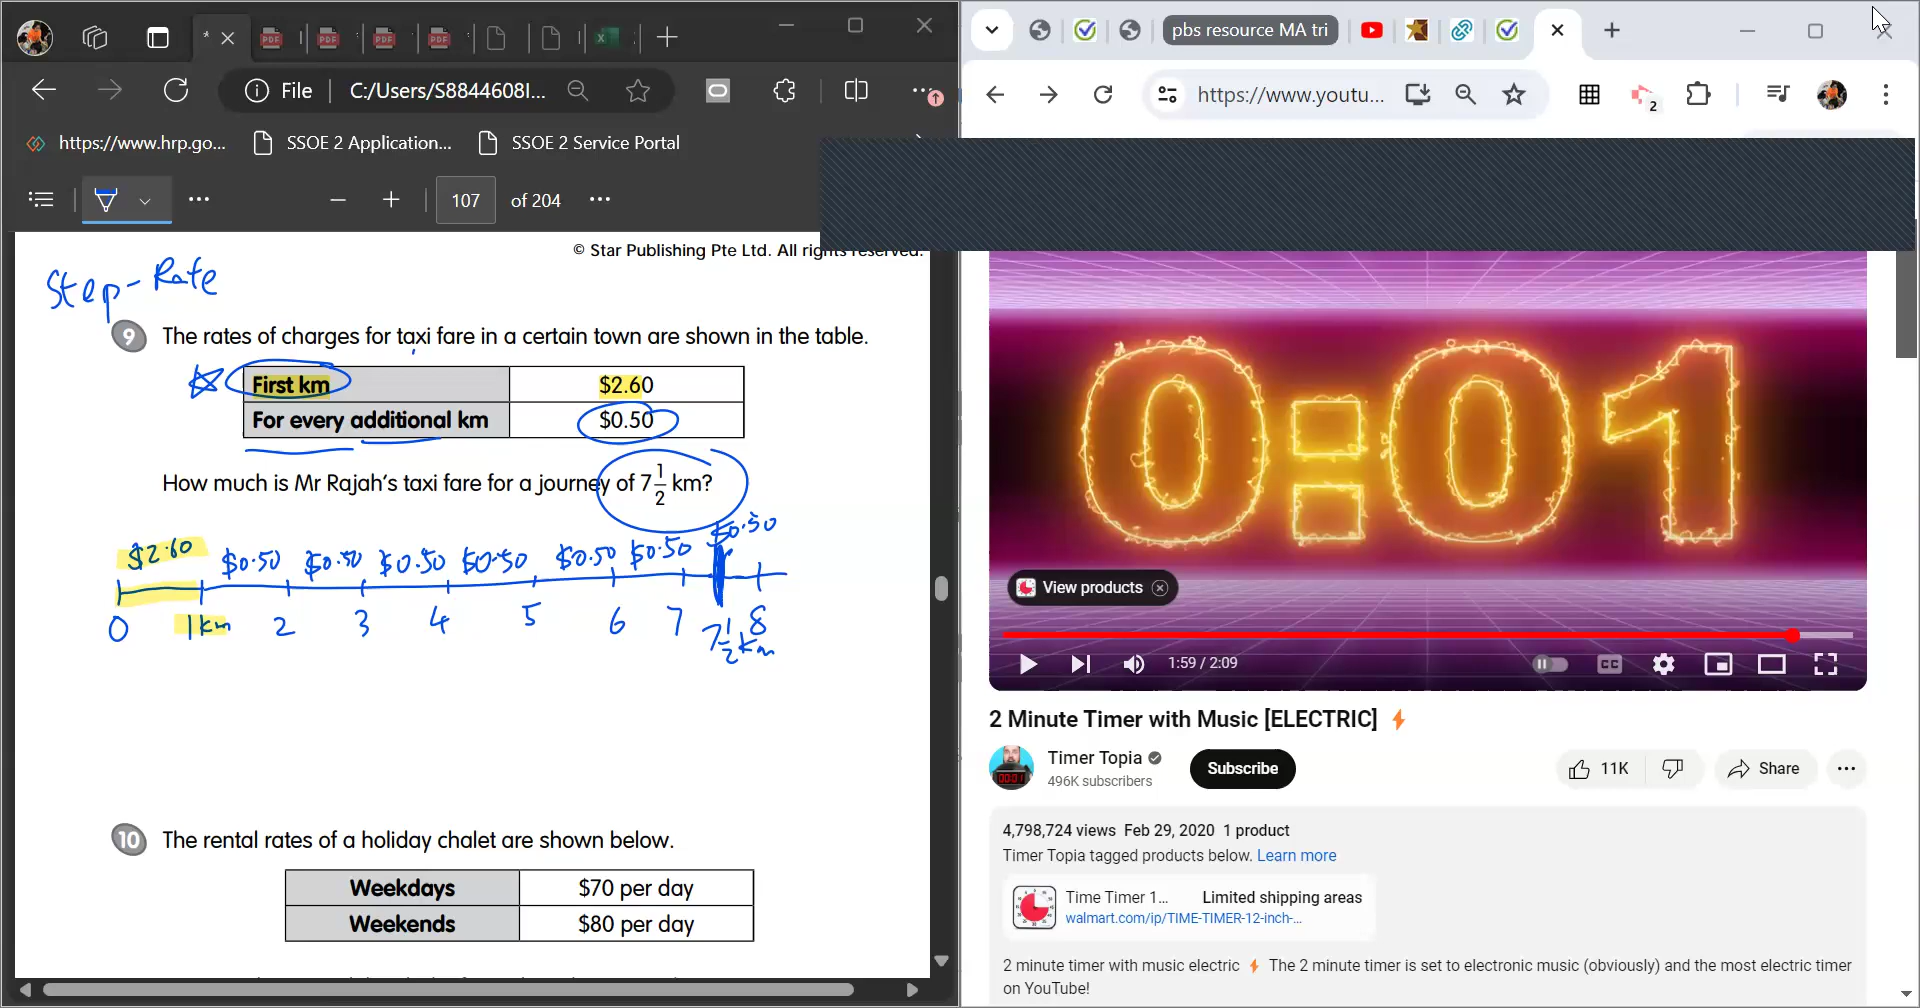 pbs resource MA tri
File
C:/Users/S8844608I...
https://www.youtu...
2
https://www.hrp.go...
SSOE 2 Application...
SSOE 2 Service Portal
107 of 204
© Star Publishing Pte Ltd. All rights reserved.
Step-Rate
9 The rates of charges for taxi fare in a certain town are shown in the table.
First km $2.60
For every additional km $0.50
How much is Mr Rajah's taxi fare for a journey of 7 1/2 km?
$2.60 $0.50 $0.50 $0.50 $0.50 $0.50 $0.50 $0.50
0 1km 2 3 4 5 6 7 7 1/2 km 8
10 The rental rates of a holiday chalet are shown below.
Weekdays $70 per day
Weekends $80 per day
0:01
View products
1:59 / 2:09
CC
2 Minute Timer with Music [ELECTRIC]
Timer Topia
496K subscribers
Subscribe
11K
Share
4,798,724 views Feb 29, 2020 1 product
Timer Topia tagged products below. Learn more
Time Timer 1... Limited shipping areas
walmart.com/ip/TIME-TIMER-12-inch-...
2 minute timer with music electric ⚡ The 2 minute timer is set to electronic music (obviously) and the most electric timer
on YouTube!